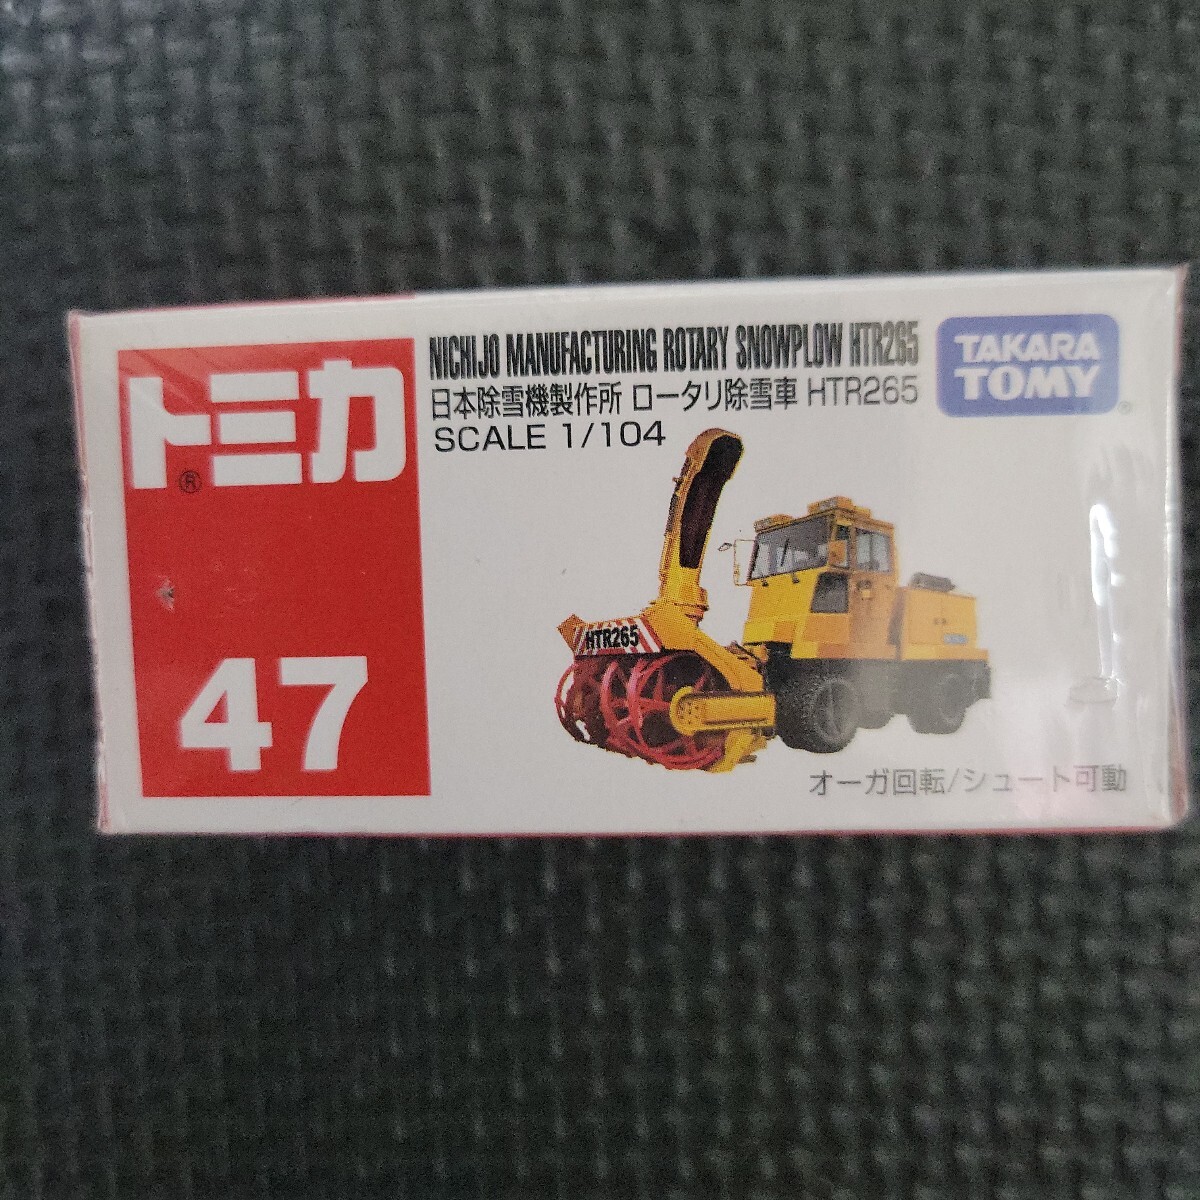 トミカ
®
47
NICHIJO MANUFACTURING ROTARY SNOWPLOW HTR265
日本除雪機製作所 ロータリ除雪車 HTR265
SCALE 1/104
TAKARA
TOMY®
HTR265
オーガ回転/シュート可動